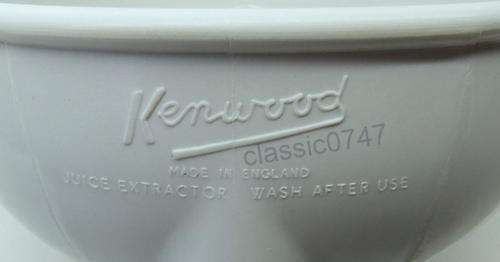 Kenwood
classic0747
MADE IN ENGLAND
JUICE EXTRACTOR WASH AFTER USE